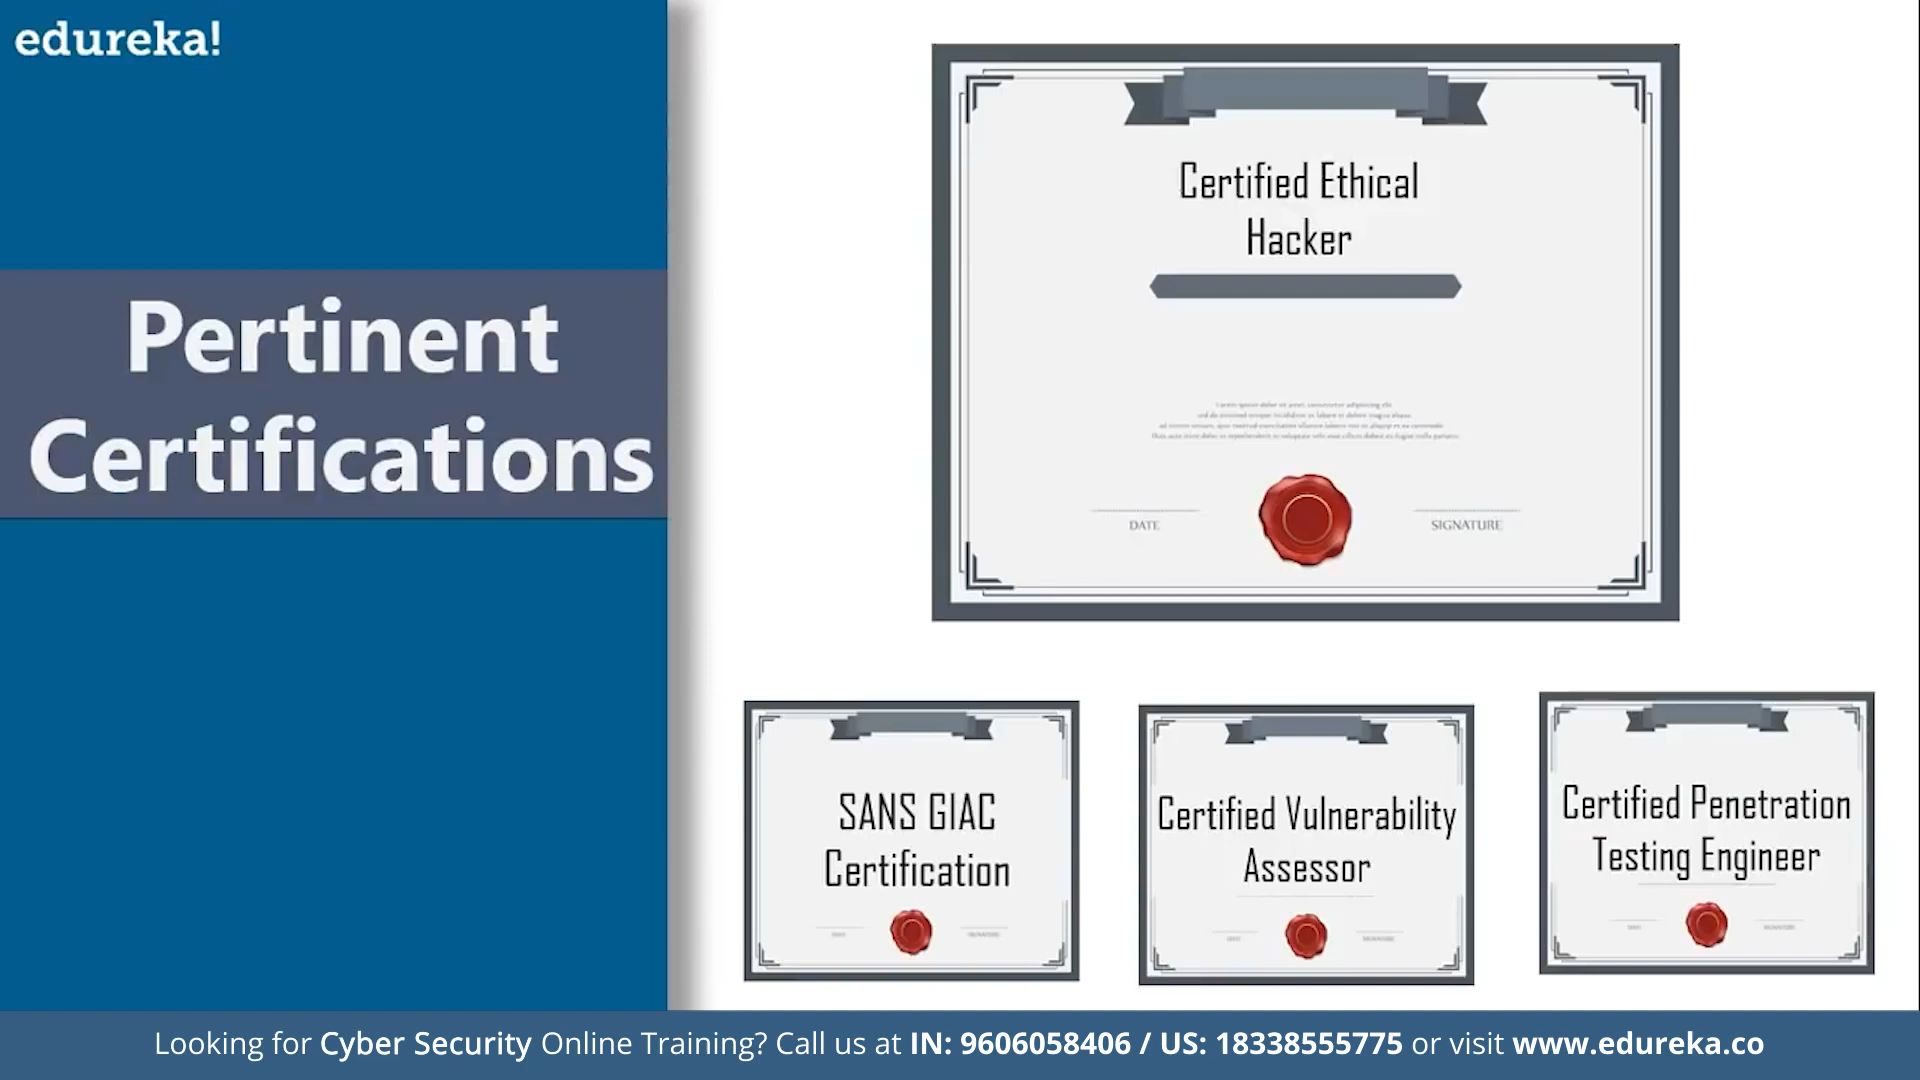 edureka!
Pertinent
Certifications
Certified Ethical
Hacker
DATE
SIGNATURE
SANS GIAC
Certification
Certified Vulnerability
Assessor
Certified Penetration
Testing Engineer
Looking for Cyber Security Online Training? Call us at IN: 9606058406 / US: 18338555775 or visit www.edureka.co